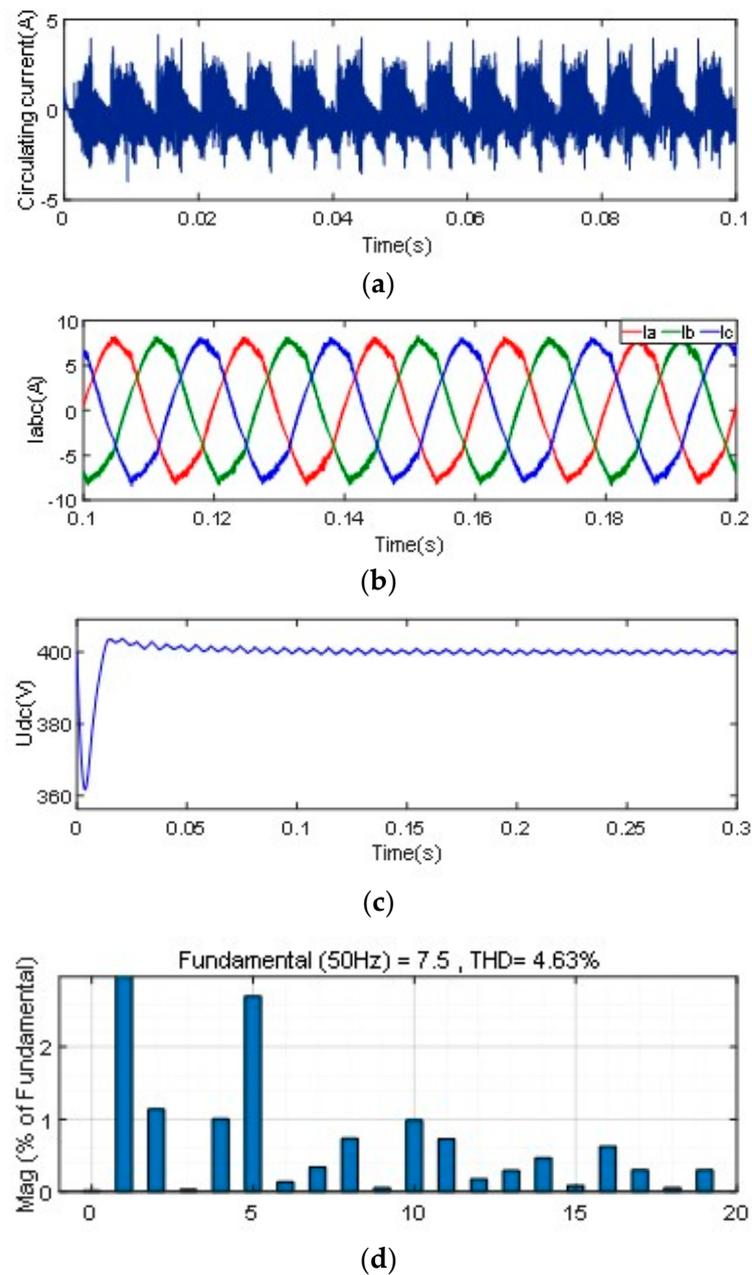 Circulating current(A)
5
0
-5
0 0.02 0.04 0.06 0.08 0.1
Time(s)
(a)
Iabc(A)
10
5
0
-5
-10
Ia Ib Ic
0.1 0.12 0.14 0.16 0.18 0.2
Time(s)
(b)
Udc(V)
400
380
360
0 0.05 0.1 0.15 0.2 0.25 0.3
Time(s)
(c)
Fundamental (50Hz) = 7.5 , THD= 4.63%
Mag (% of Fundamental)
2
1
0
0 5 10 15 20
(d)